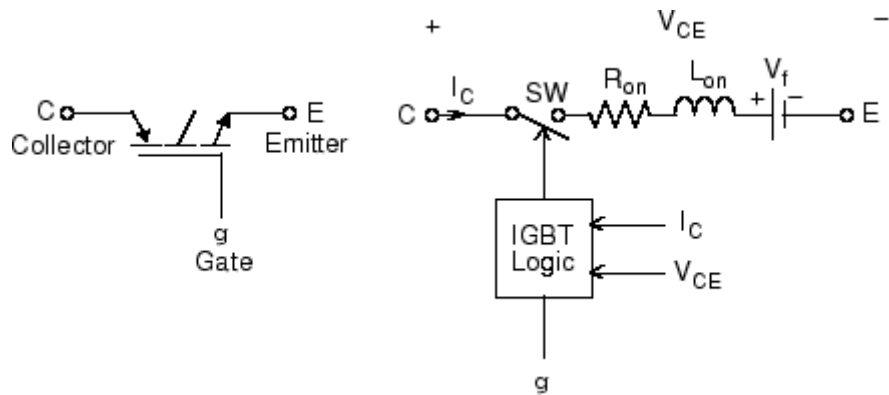 C
Collector
E
Emitter
g
Gate
+
V_CE
−
C
I_C
SW
R_on
L_on
+
V_f
−
E
IGBT
Logic
I_C
V_CE
g